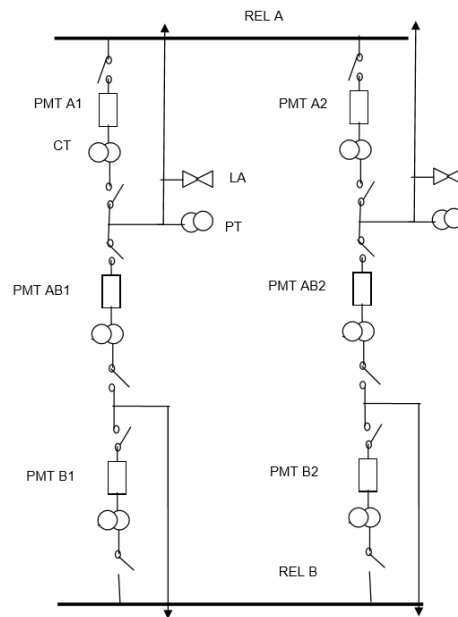 REL A
PMT A1
PMT A2
CT
LA
PT
PMT AB1
PMT AB2
PMT B1
PMT B2
REL B